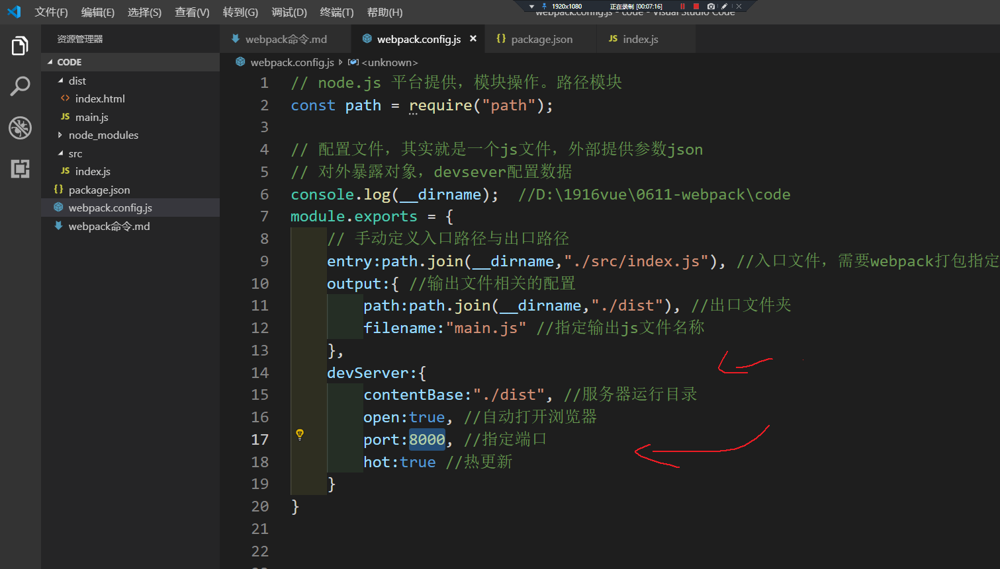 文件(F) 编辑(E) 选择(S) 查看(V) 转到(G) 调试(D) 终端(T) 帮助(H)
1920x1080 正在录制 [00:07:16]
webpack.config.js - code - Visual Studio Code
资源管理器
CODE
dist
index.html
JS main.js
node_modules
src
JS index.js
{} package.json
webpack.config.js
webpack命令.md
webpack命令.md webpack.config.js × {} package.json JS index.js
webpack.config.js <unknown>
1 // node.js 平台提供，模块操作。路径模块
2 const path = require("path");
3
4 // 配置文件，其实就是一个js文件，外部提供参数json
5 // 对外暴露对象，devsever配置数据
6 console.log(__dirname); //D:\1916vue\0611-webpack\code
7 module.exports = {
8 // 手动定义入口路径与出口路径
9 entry:path.join(__dirname,"./src/index.js"), //入口文件，需要webpack打包指定
10 output:{ //输出文件相关的配置
11 path:path.join(__dirname,"./dist"), //出口文件夹
12 filename:"main.js" //指定输出js文件名称
13 },
14 devServer:{
15 contentBase:"./dist", //服务器运行目录
16 open:true, //自动打开浏览器
17 port:8000, //指定端口
18 hot:true //热更新
19 }
20 }
21
22